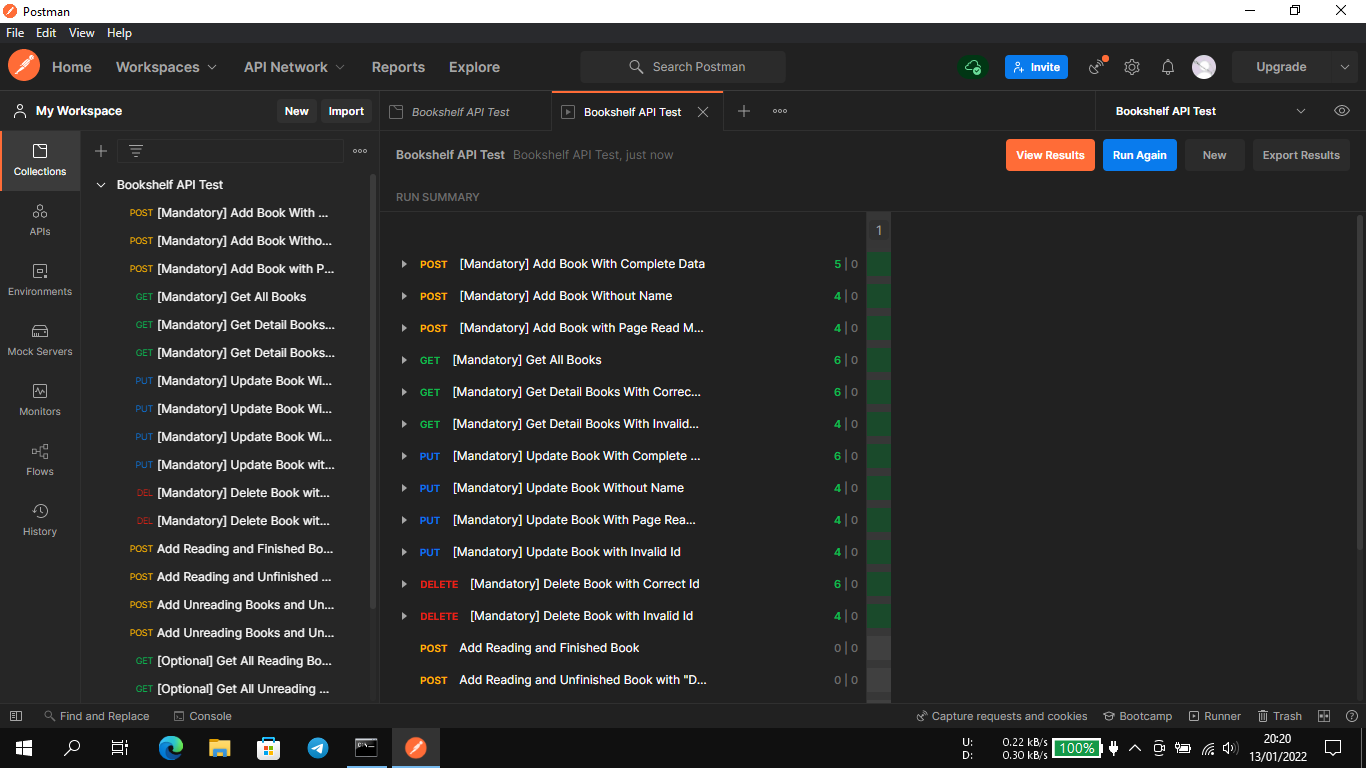 Postman
File Edit View Help
Home Workspaces API Network Reports Explore Search Postman Invite Upgrade
My Workspace New Import
Bookshelf API Test Bookshelf API Test Bookshelf API Test
Collections
APIs
Environments
Mock Servers
Monitors
Flows
History
Bookshelf API Test
POST [Mandatory] Add Book With ...
POST [Mandatory] Add Book Witho...
POST [Mandatory] Add Book with P...
GET [Mandatory] Get All Books
GET [Mandatory] Get Detail Books...
GET [Mandatory] Get Detail Books...
PUT [Mandatory] Update Book Wi...
PUT [Mandatory] Update Book Wi...
PUT [Mandatory] Update Book Wi...
PUT [Mandatory] Update Book wit...
DEL [Mandatory] Delete Book wit...
DEL [Mandatory] Delete Book wit...
POST Add Reading and Finished Bo...
POST Add Reading and Unfinished ...
POST Add Unreading Books and Un...
POST Add Unreading Books and Un...
GET [Optional] Get All Reading Bo...
GET [Optional] Get All Unreading ...
Bookshelf API Test Bookshelf API Test, just now View Results Run Again New Export Results
RUN SUMMARY
1
POST [Mandatory] Add Book With Complete Data 5 | 0
POST [Mandatory] Add Book Without Name 4 | 0
POST [Mandatory] Add Book with Page Read M... 4 | 0
GET [Mandatory] Get All Books 6 | 0
GET [Mandatory] Get Detail Books With Correc... 6 | 0
GET [Mandatory] Get Detail Books With Invalid... 4 | 0
PUT [Mandatory] Update Book With Complete ... 6 | 0
PUT [Mandatory] Update Book Without Name 4 | 0
PUT [Mandatory] Update Book With Page Rea... 4 | 0
PUT [Mandatory] Update Book with Invalid Id 4 | 0
DELETE [Mandatory] Delete Book with Correct Id 6 | 0
DELETE [Mandatory] Delete Book with Invalid Id 4 | 0
POST Add Reading and Finished Book 0 | 0
POST Add Reading and Unfinished Book with "D... 0 | 0
Find and Replace Console Capture requests and cookies Bootcamp Runner Trash
U: 0.22 kB/s
D: 0.30 kB/s
100%
20:20
13/01/2022